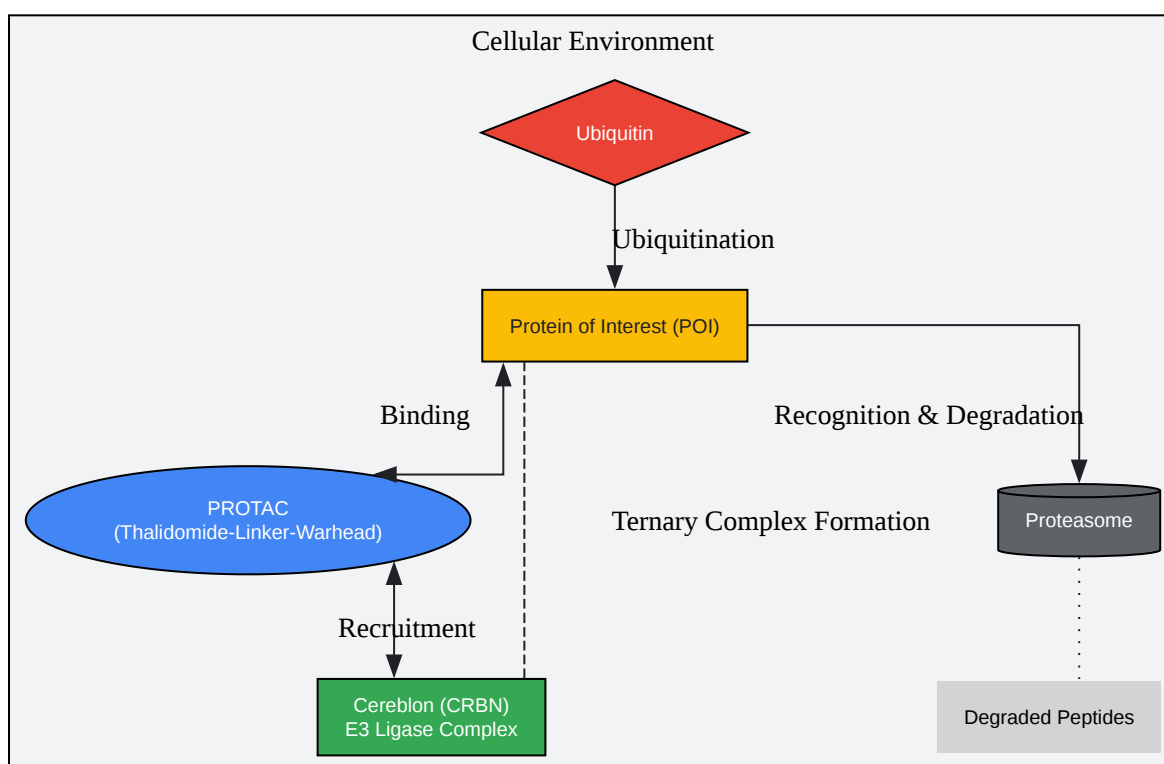 Cellular Environment
Ubiquitin
Ubiquitination
Protein of Interest (POI)
Binding
Recognition & Degradation
PROTAC
(Thalidomide-Linker-Warhead)
Ternary Complex Formation
Proteasome
Recruitment
Cereblon (CRBN)
E3 Ligase Complex
Degraded Peptides